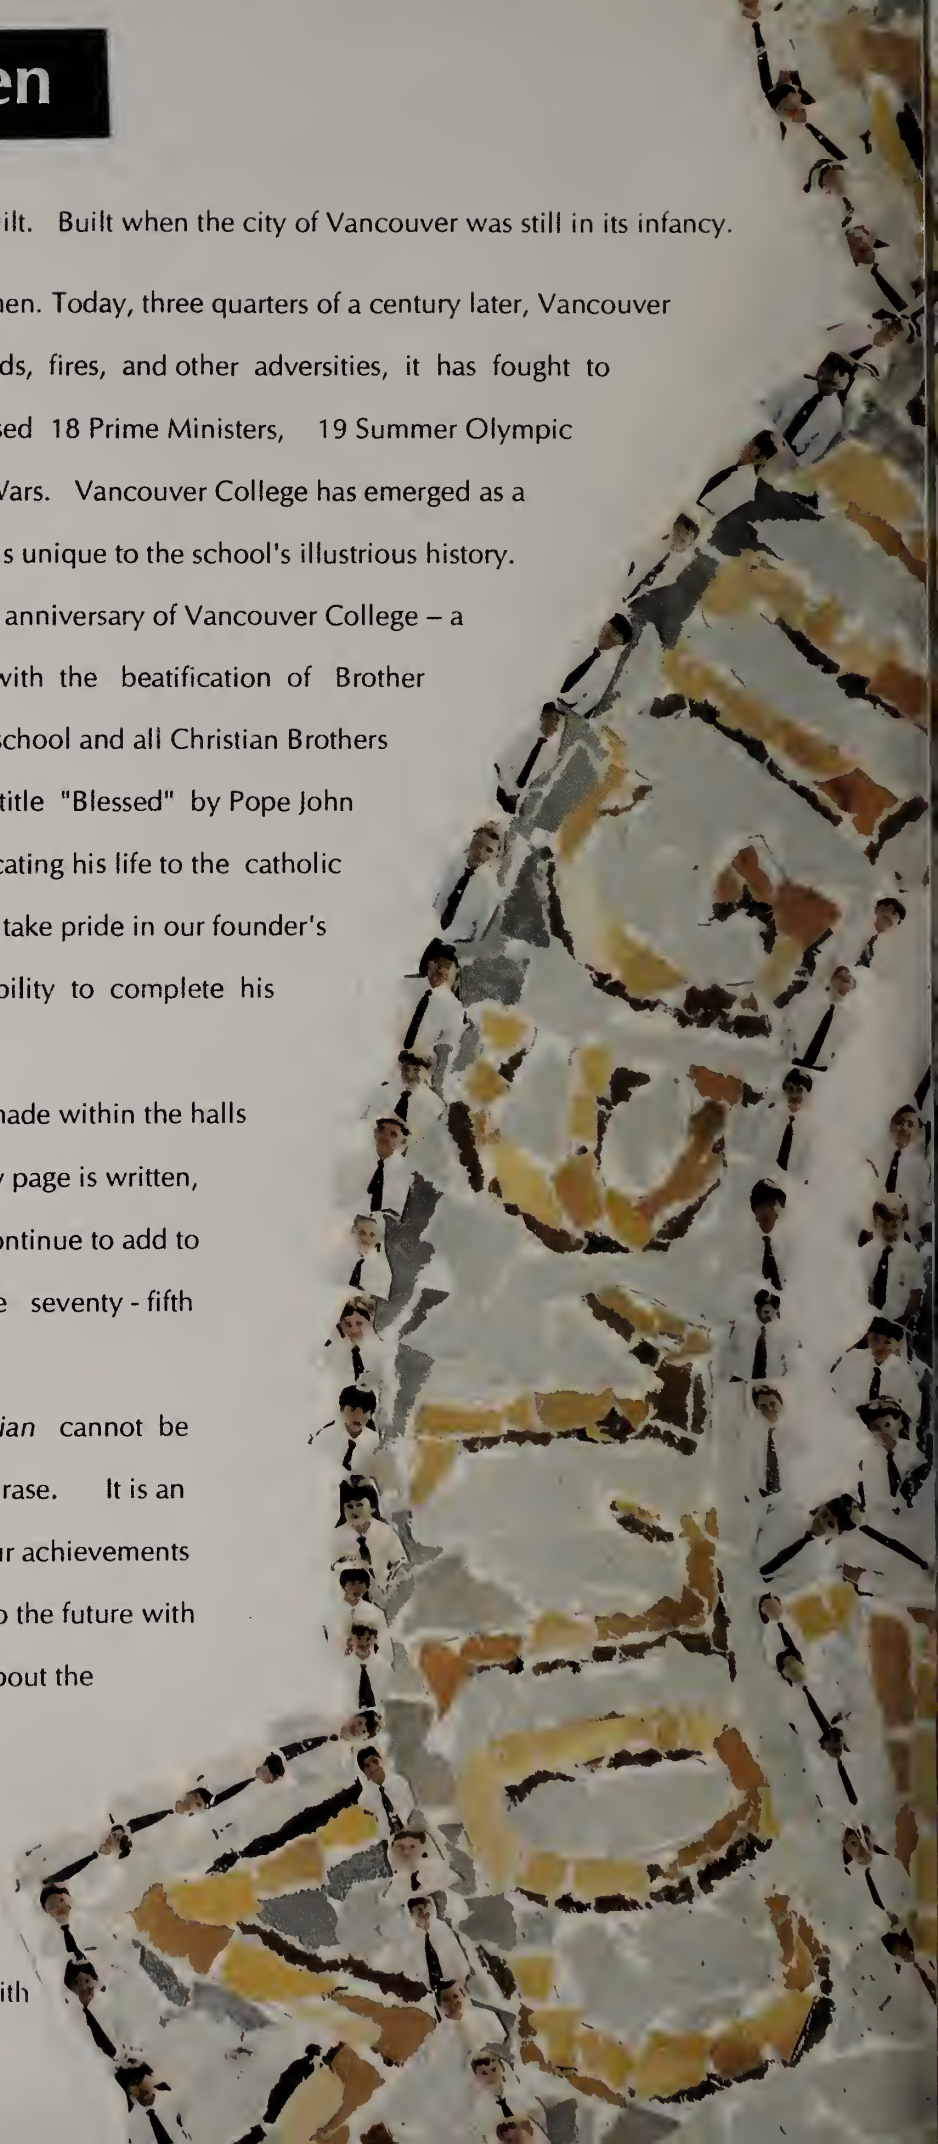 en
ilt. Built when the city of Vancouver was still in its infancy.
en. Today, three quarters of a century later, Vancouver
ds, fires, and other adversities, it has fought to
sed 18 Prime Ministers, 19 Summer Olympic
Wars. Vancouver College has emerged as a
s unique to the school's illustrious history.
anniversary of Vancouver College – a
with the beatification of Brother
school and all Christian Brothers
title "Blessed" by Pope John
cating his life to the catholic
take pride in our founder's
bility to complete his
made within the halls
page is written,
ontinue to add to
e seventy - fifth
ian cannot be
rase. It is an
ur achievements
o the future with
bout the
ith